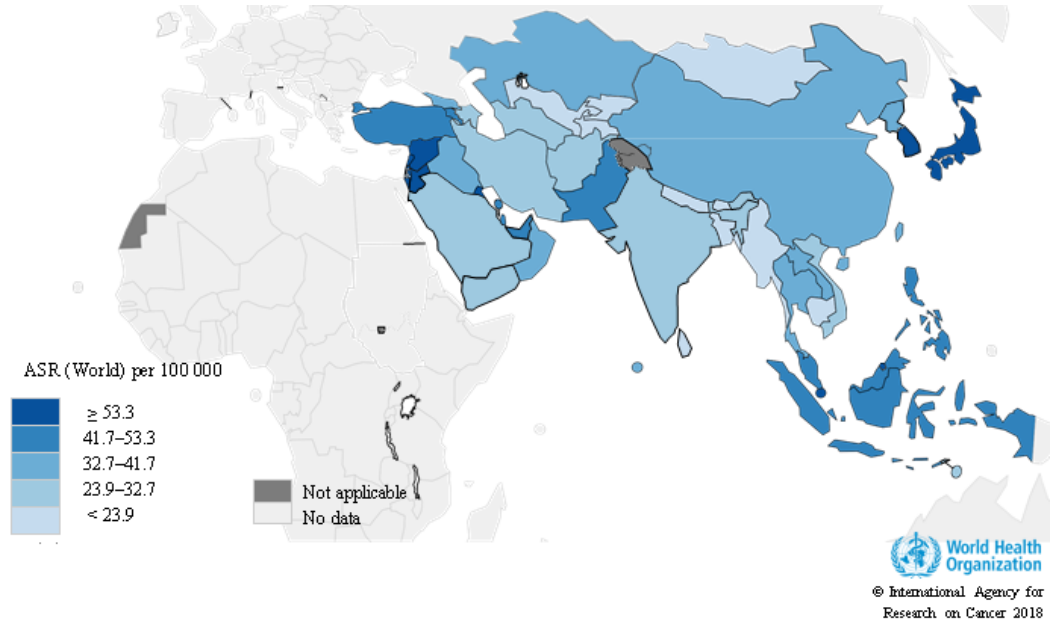 ASR (World) per 100 000
≥ 53.3
41.7–53.3
32.7–41.7
23.9–32.7
< 23.9
Not applicable
No data
World Health
Organization
© International Agency for
Research on Cancer 2018